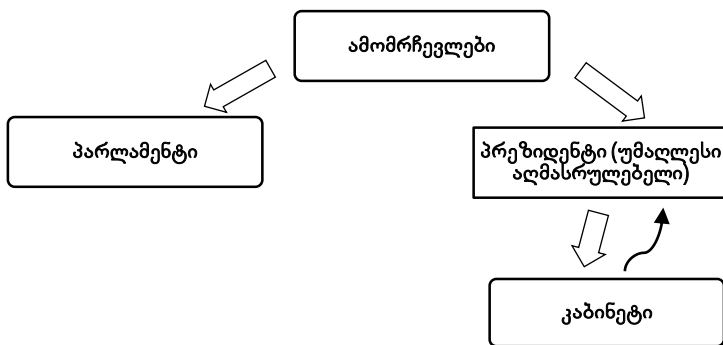 ამომრჩევლები
პარლამენტი
პრეზიდენტი (უმაღლესი
აღმასრულებელი)
კაბინეტი